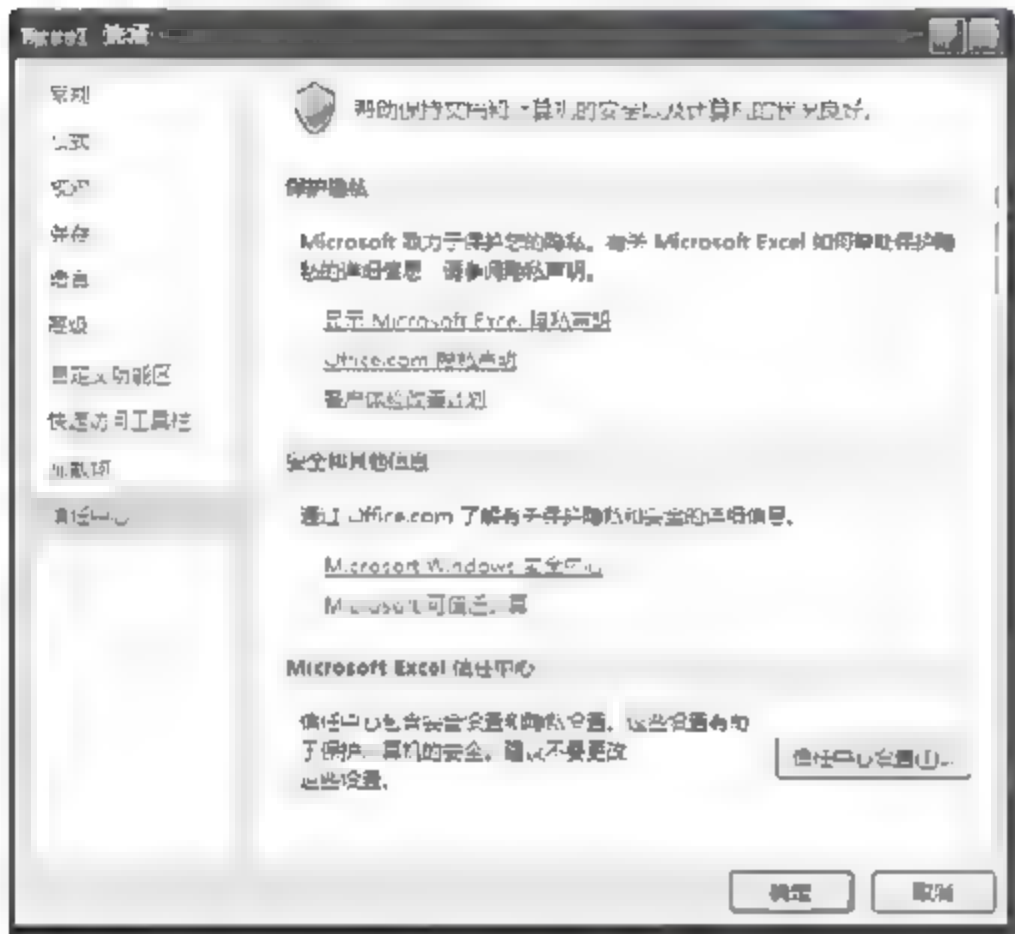 Excel 选项
常规
公式
校对
保存
语言
高级
自定义功能区
快速访问工具栏
加载项
信任中心
帮助保持文档和计算机的安全以及计算机的状况良好。
保护隐私
Microsoft 致力于保护您的隐私。有关 Microsoft Excel 如何帮助保护隐
私的详细信息，请参阅隐私声明。
显示 Microsoft Excel 隐私声明
Office.com 隐私声明
客户体验改善计划
安全和其他信息
通过 Office.com 了解有关保护隐私和安全的详细信息。
Microsoft Windows 安全中心
Microsoft 可信计算
Microsoft Excel 信任中心
信任中心包含安全设置和隐私设置。这些设置有助
于保护计算机的安全。建议不要更改
这些设置。
信任中心设置(T)...
确定
取消